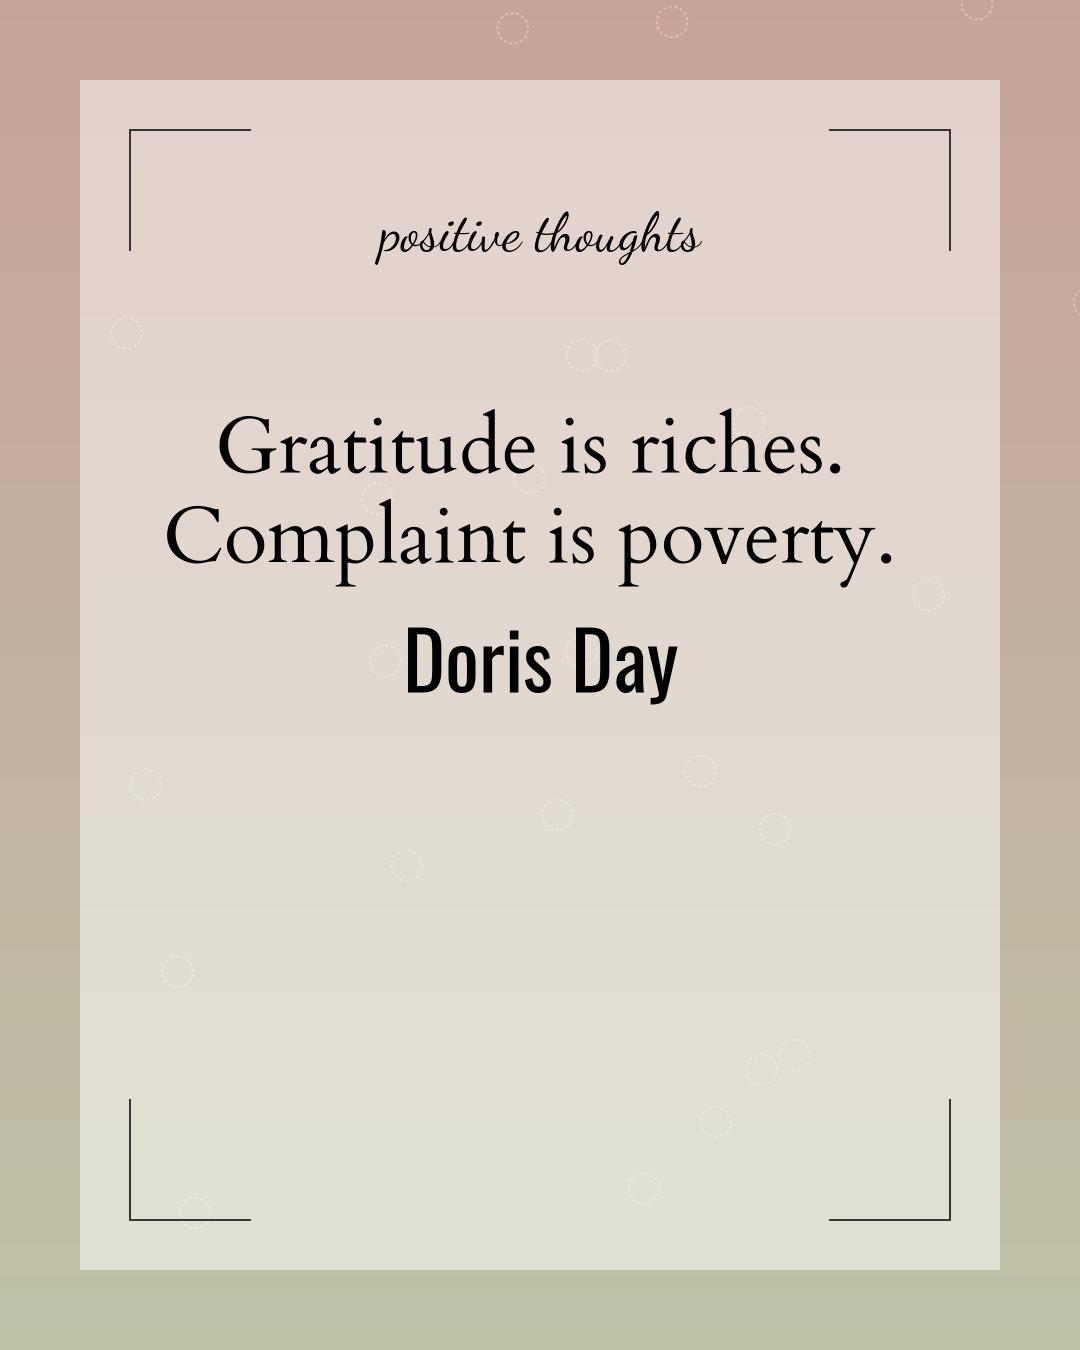 positive thoughts
Gratitude is riches.
Complaint is poverty.
Doris Day